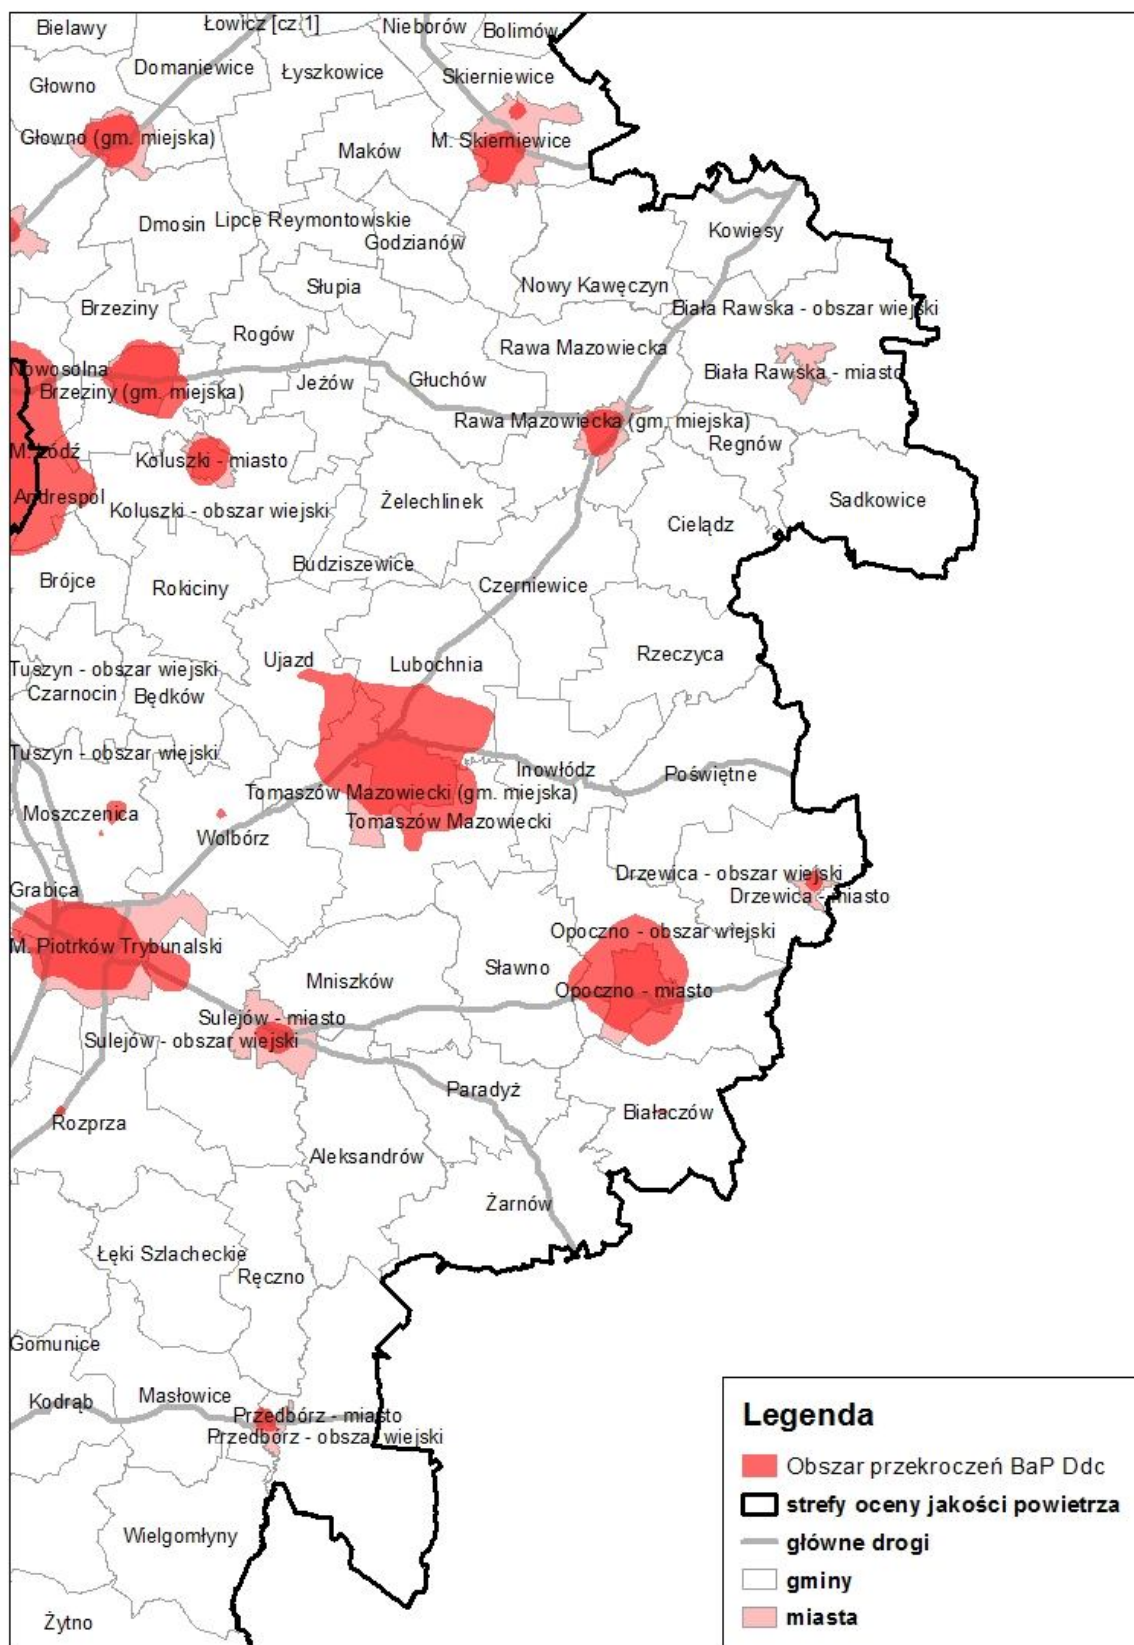 Bielawy
Łowicz [cz.1]
Nieborów
Bolimów
Głowno
Domaniewice
Łyszkowice
Skierniewice
Głowno (gm. miejska)
Maków
M. Skierniewice
Dmosin
Lipce Reymontowskie
Godzianów
Kowiesy
Słupia
Nowy Kawęczyn
Brzeziny
Biała Rawska - obszar wiejski
Rogów
Rawa Mazowiecka
Nowosolna
Jeżów
Głuchów
Biała Rawska - miasto
Brzeziny (gm. miejska)
Rawa Mazowiecka (gm. miejska)
Regnów
M. Łódź
Koluszki - miasto
Andrespol
Koluszki - obszar wiejski
Żelechlinek
Sadkowice
Cielądz
Budziszewice
Brójce
Rokiciny
Czerniewice
Ujazd
Lubochnia
Rzeczyca
Tuszyn - obszar wiejski
Czarnocin
Będków
Tuszyn - obszar wiejski
Inowłódz
Poświętne
Tomaszów Mazowiecki (gm. miejska)
Moszczenica
Tomaszów Mazowiecki
Wolbórz
Drzewica - obszar wiejski
Grabica
Drzewica - miasto
Opoczno - obszar wiejski
M. Piotrków Trybunalski
Sławno
Mniszków
Opoczno - miasto
Sulejów - miasto
Sulejów - obszar wiejski
Paradyż
Rozprza
Białaczów
Aleksandrów
Żarnów
Łęki Szlacheckie
Ręczno
Gomunice
Kodrąb
Masłowice
Przedbórz - miasto
Przedbórz - obszar wiejski
Wielgomłyny
Żytno
Legenda
Obszar przekroczeń BaP Ddc
strefy oceny jakości powietrza
główne drogi
gminy
miasta